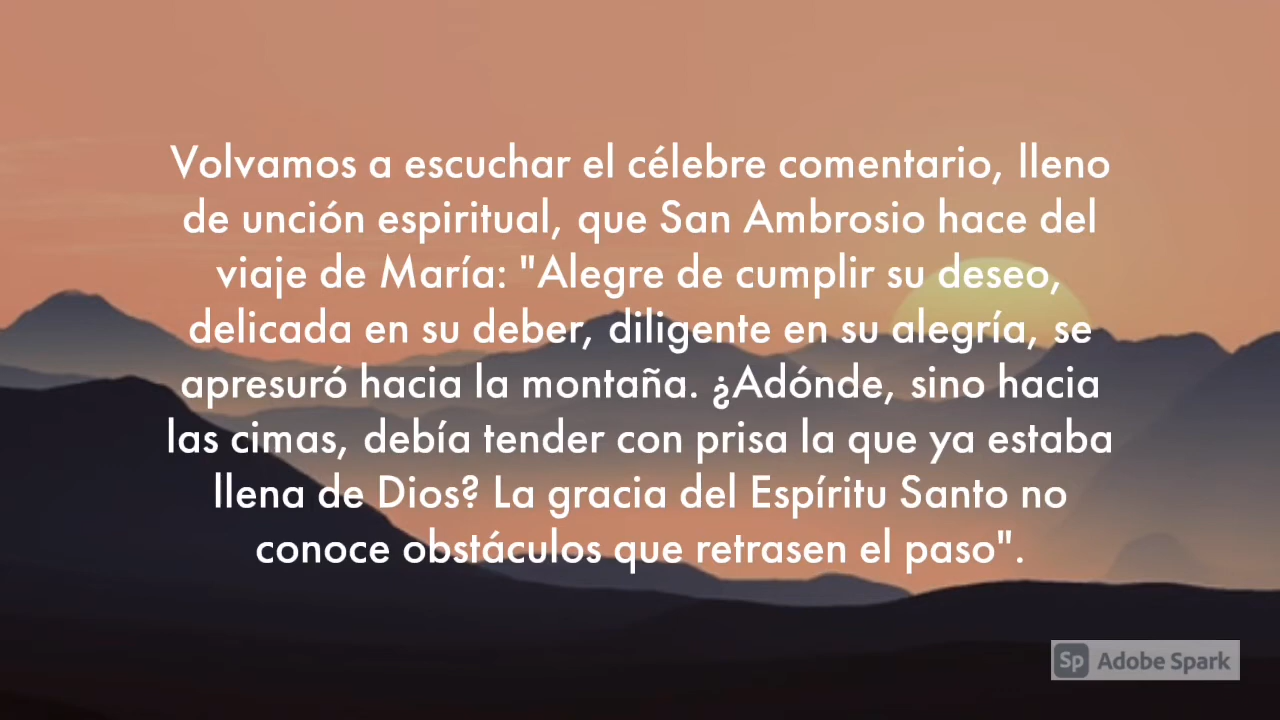 Volvamos a escuchar el célebre comentario, lleno
de unción espiritual, que San Ambrosio hace del
viaje de María: "Alegre de cumplir su deseo,
delicada en su deber, diligente en su alegría, se
apresuró hacia la montaña. ¿Adónde, sino hacia
las cimas, debía tender con prisa la que ya estaba
llena de Dios? La gracia del Espíritu Santo no
conoce obstáculos que retrasen el paso".
Sp Adobe Spark